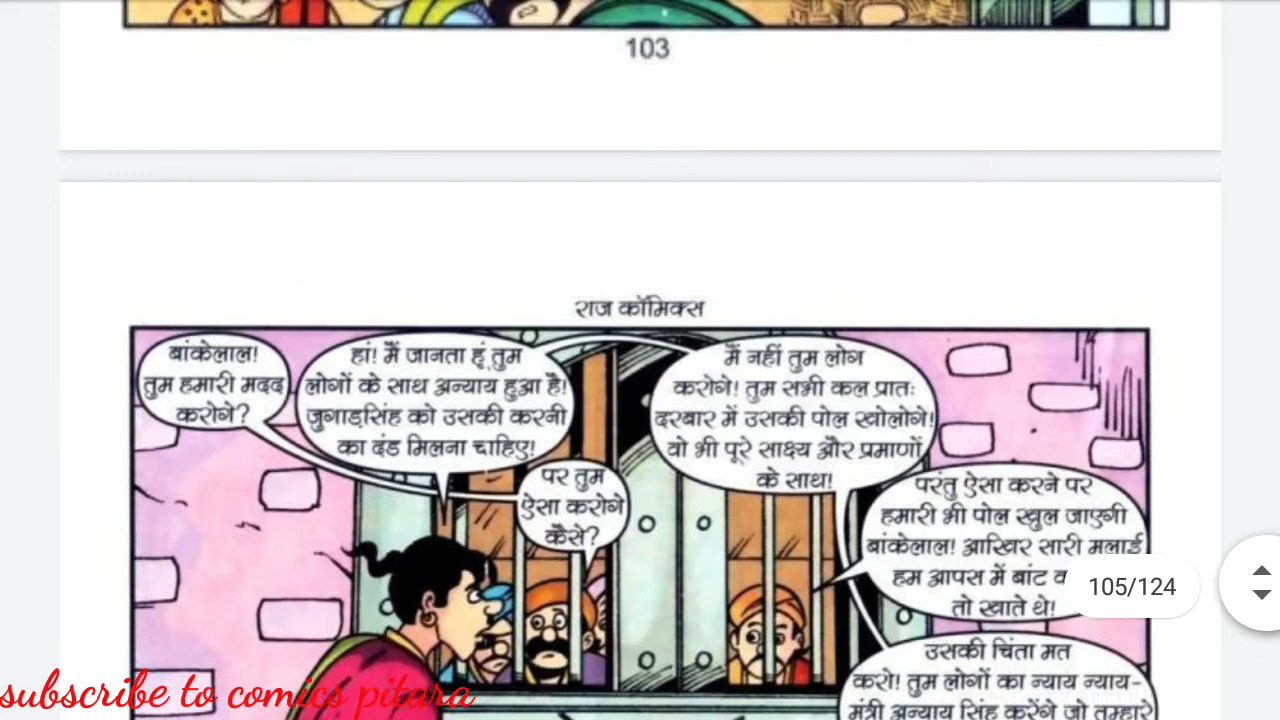 103
राज कॉमिक्स
बांकेलाल!
तुम हमारी मदद
करोगे?
हां! मैं जानता हूं तुम
लोगों के साथ अन्याय हुआ है!
जुगाड़सिंह को उसकी करनी
का दंड मिलना चाहिए!
पर तुम
ऐसा करोगे
कैसे?
मैं नहीं तुम लोग
करोगे! तुम सभी कल प्रातः
दरबार में उसकी पोल खोलोगे!
वो भी पूरे साक्ष्य और प्रमाणों
के साथ!
परंतु ऐसा करने पर
हमारी भी पोल खुल जाएगी
बांकेलाल! आखिर सारी मलाई
हम आपस में बांट
तो खाते थे!
105/124
उसकी चिंता मत
करो! तुम लोगों का न्याय न्याय-
मंत्री अन्याय सिंह करेंगे जो तुम्हारे
subscribe to comics pitara